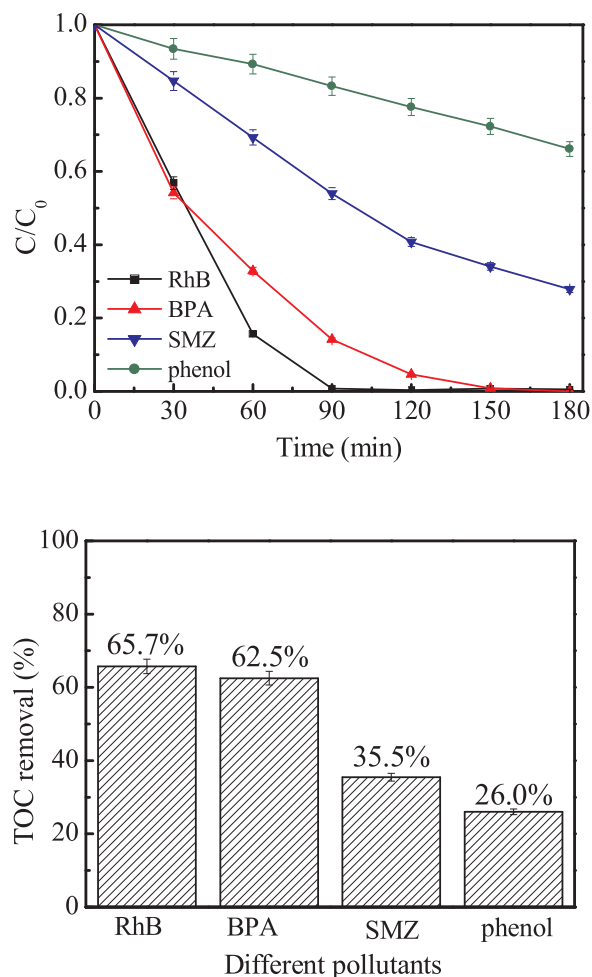 1.0
0.8
0.6
0.4
0.2
0.0
C/C0
RhB
BPA
SMZ
phenol
0 30 60 90 120 150 180
Time (min)
100
80
60
40
20
0
TOC removal (%)
65.7%
62.5%
35.5%
26.0%
RhB BPA SMZ phenol
Different pollutants